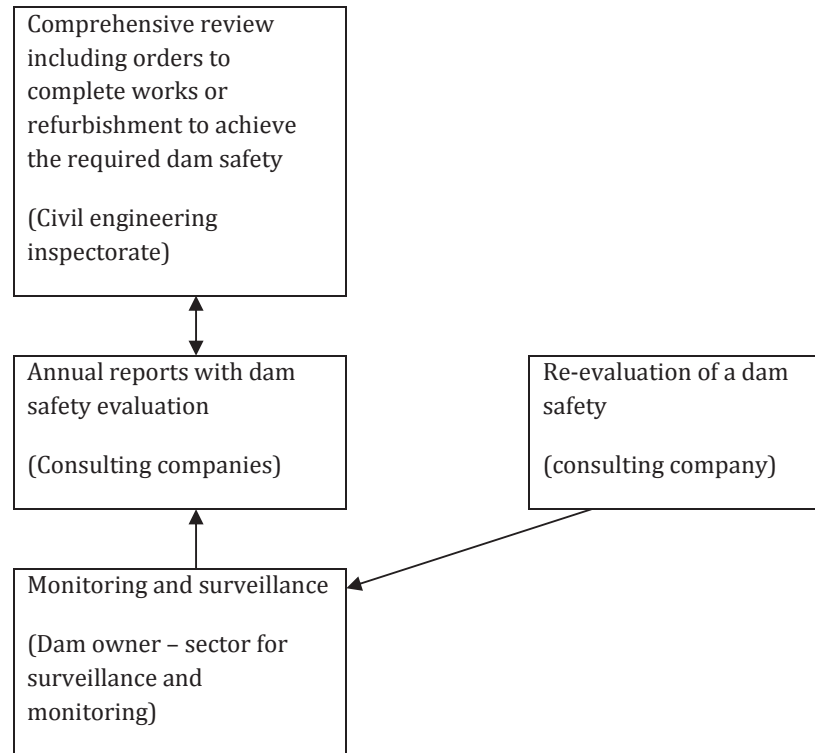 Comprehensive review
including orders to
complete works or
refurbishment to achieve
the required dam safety
(Civil engineering
inspectorate)
Annual reports with dam
safety evaluation
(Consulting companies)
Re-evaluation of a dam
safety
(consulting company)
Monitoring and surveillance
(Dam owner – sector for
surveillance and
monitoring)